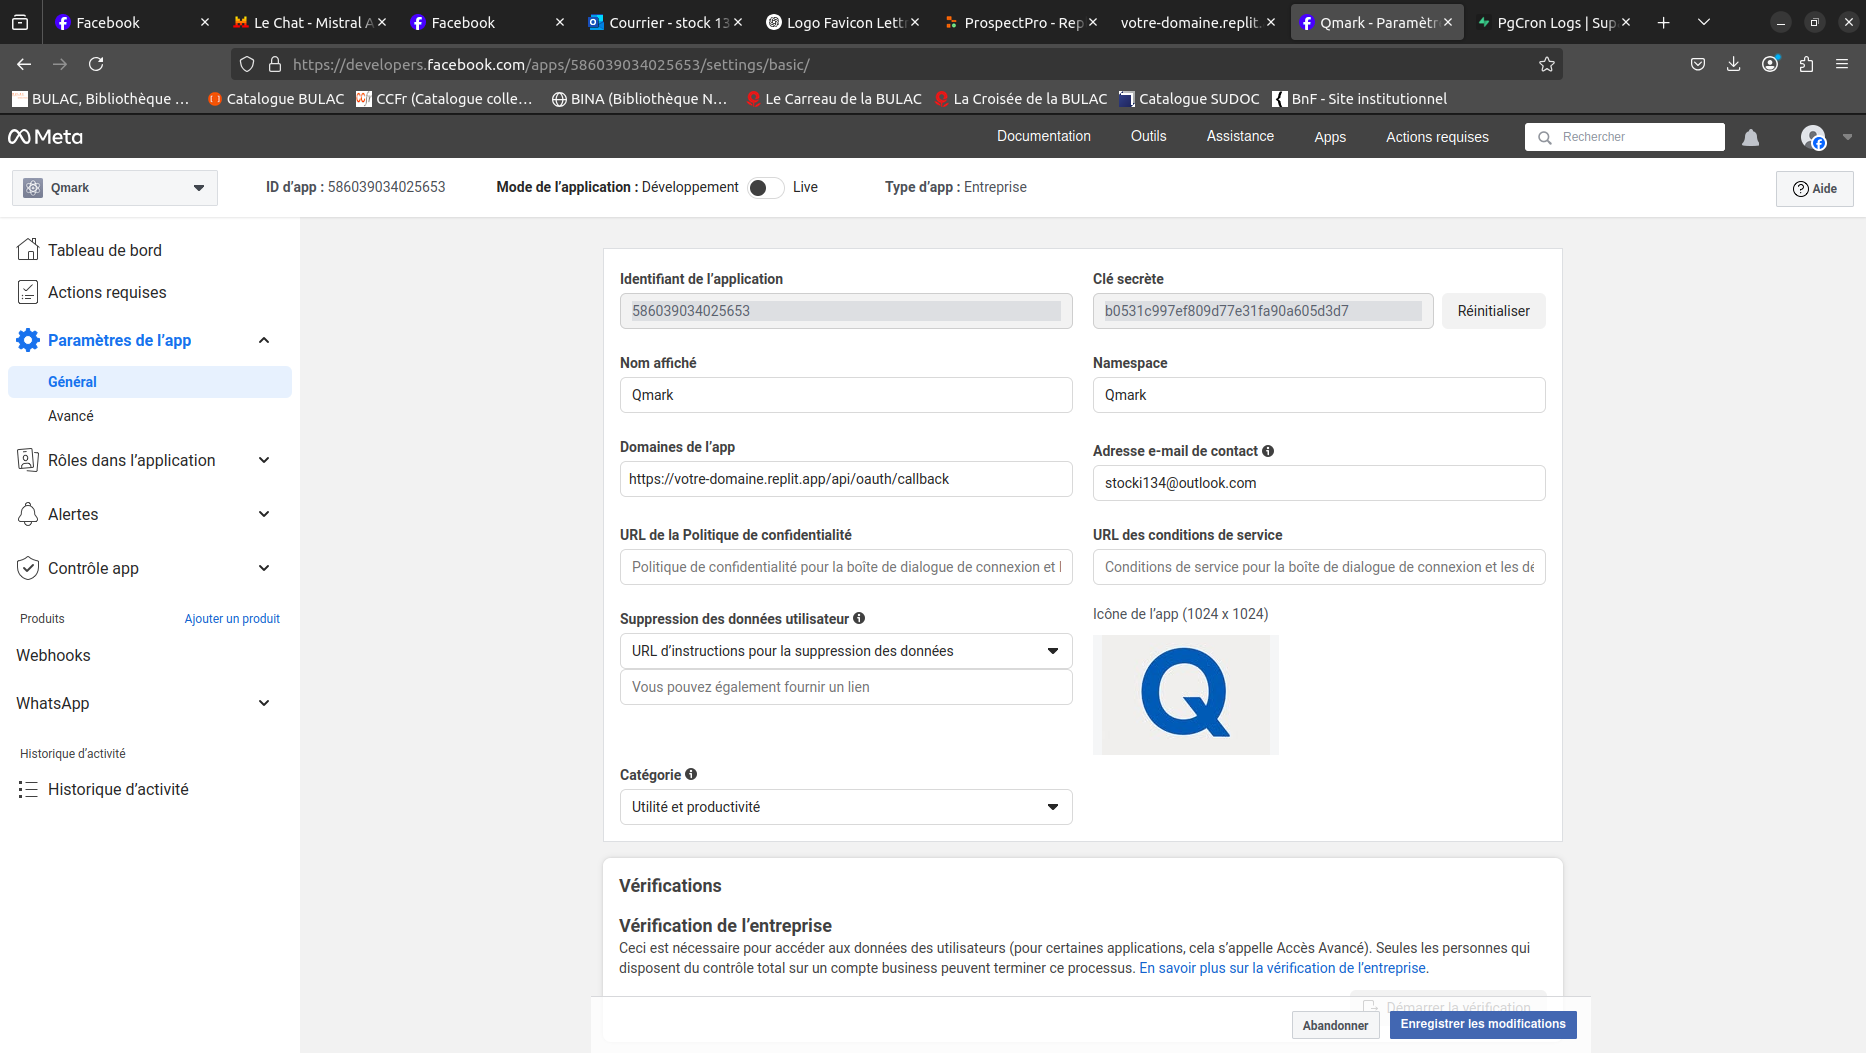 Facebook
Le Chat - Mistral A
Facebook
Courrier - stock 13
Logo Favicon Lettr
ProspectPro - Rep
votre-domaine.replit.
Qmark - Paramètr
PgCron Logs | Sup
https://developers.facebook.com/apps/586039034025653/settings/basic/
BULAC, Bibliothèque …
Catalogue BULAC
CCFr (Catalogue colle…
BINA (Bibliothèque N…
Le Carreau de la BULAC
La Croisée de la BULAC
Catalogue SUDOC
BnF - Site institutionnel
Meta
Documentation
Outils
Assistance
Apps
Actions requises
Rechercher
Qmark
ID d’app : 586039034025653
Mode de l’application : Développement
Live
Type d’app : Entreprise
Aide
Tableau de bord
Actions requises
Paramètres de l’app
Général
Avancé
Rôles dans l’application
Alertes
Contrôle app
Produits
Ajouter un produit
Webhooks
WhatsApp
Historique d’activité
Historique d’activité
Identifiant de l’application
586039034025653
Clé secrète
b0531c997ef809d77e31fa90a605d3d7
Réinitialiser
Nom affiché
Qmark
Namespace
Qmark
Domaines de l’app
https://votre-domaine.replit.app/api/oauth/callback
Adresse e-mail de contact
stocki134@outlook.com
URL de la Politique de confidentialité
Politique de confidentialité pour la boîte de dialogue de connexion et l
URL des conditions de service
Conditions de service pour la boîte de dialogue de connexion et les dé
Suppression des données utilisateur
URL d’instructions pour la suppression des données
Vous pouvez également fournir un lien
Icône de l’app (1024 x 1024)
Q
Catégorie
Utilité et productivité
Vérifications
Vérification de l’entreprise
Ceci est nécessaire pour accéder aux données des utilisateurs (pour certaines applications, cela s’appelle Accès Avancé). Seules les personnes qui
disposent du contrôle total sur un compte business peuvent terminer ce processus. En savoir plus sur la vérification de l’entreprise.
Démarrer la vérification
Abandonner
Enregistrer les modifications